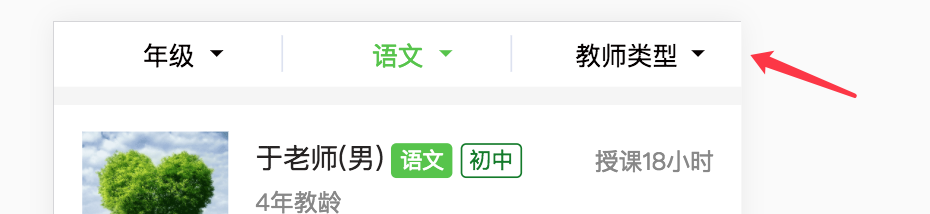 年级 语文 教师类型
于老师(男) 语文 初中 授课18小时
4年教龄